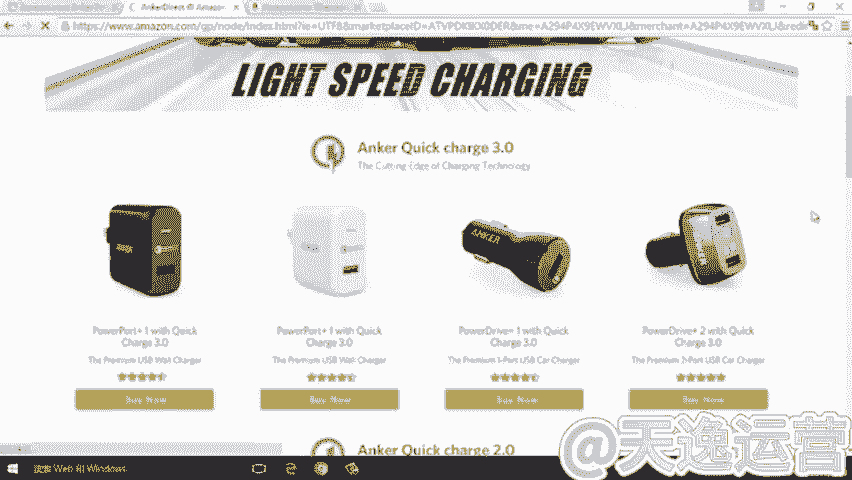 AnkerDirect @ Amazon
https://www.amazon.com/gp/node/index.html?ie=UTF8&marketplaceID=ATVPDKIKX0DER&me=A294P4X9EWVXLJ&merchant=A294P4X9EWVXLJ&redir
LIGHT SPEED CHARGING
Anker Quick charge 3.0
The Cutting Edge of Charging Technology
ANKER
PowerPort+ 1 with Quick Charge 3.0
The Premium USB Wall Charger
Buy Now
PowerPort+ 1 with Quick Charge 3.0
The Premium USB Wall Charger
Buy Now
PowerDrive+ 1 with Quick Charge 3.0
The Premium 1-Port USB Car Charger
Buy Now
PowerDrive+ 2 with Quick Charge 3.0
The Premium 2-Port USB Car Charger
Buy Now
Anker Quick charge 2.0
搜索 Web 和 Windows
@天逸运营